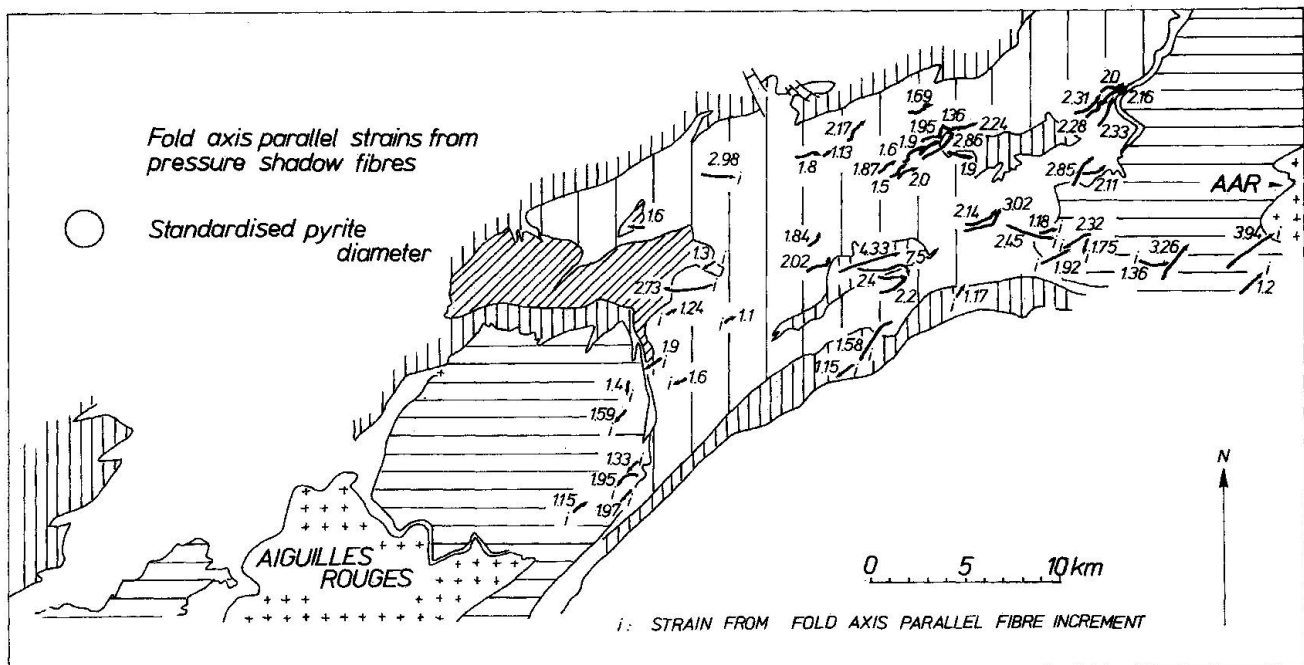 Fold axis parallel strains from
pressure shadow fibres
Standardised pyrite
diameter
2.0
2.31
2.16
1.69
1.36
2.17
1.95
2.24
2.28
2.33
1.9
2.86
1.6
1.13
1.8
1.87
1.9
2.85
1.5
2.0
2.11
2.98
i
AAR
1.6
2.14
3.02
1.18
i
2.32
1.84
2.45
3.94
1.3
i
4.33
7.5
i
1.75
3.26
2.02
i
1.92
1.36
i
2.73
i
2.4
2.2
i
1.17
1.2
i
1.24
i
1.1
1.58
i
1.9
i
1.15
i
i
1.6
1.4
i
1.59
i
1.33
i
1.95
i
1.15
i
1.97
i
N
AIGUILLES
ROUGES
0 5 10 km
i: STRAIN FROM FOLD AXIS PARALLEL FIBRE INCREMENT